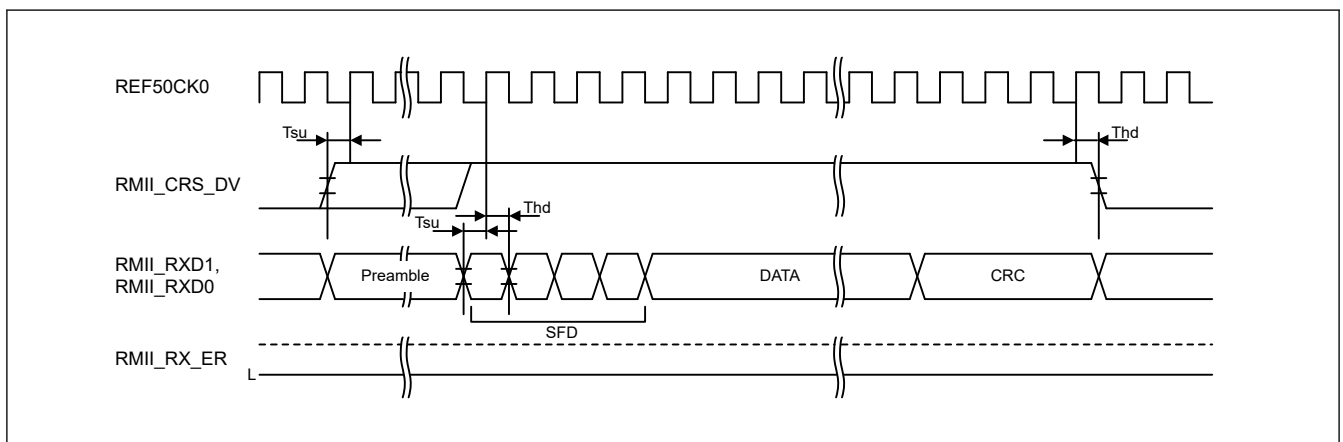 REF50CK0
Tsu
Thd
RMII_CRS_DV
Tsu
Thd
RMII_RXD1,
RMII_RXD0
Preamble
DATA
CRC
SFD
RMII_RX_ER
L